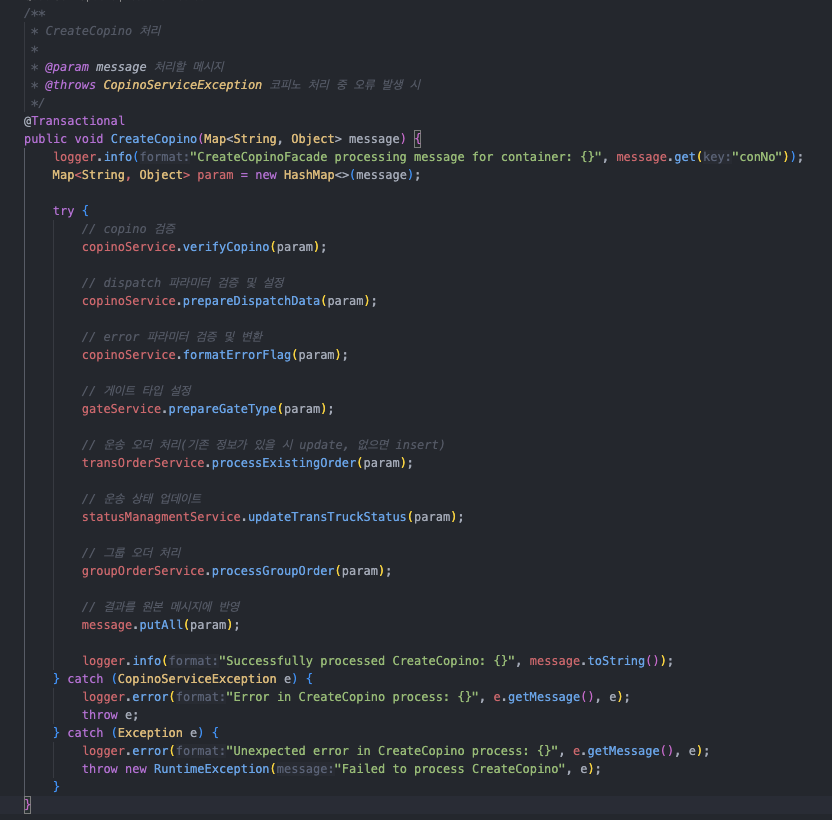 /**
 * CreateCopino 처리
 *
 * @param message 처리할 메시지
 * @throws CopinoServiceException 코피노 처리 중 오류 발생 시
 */
@Transactional
public void CreateCopino(Map<String, Object> message) {
    logger.info(format:"CreateCopinoFacade processing message for container: {}", message.get(key:"conNo"));
    Map<String, Object> param = new HashMap<>(message);

    try {
        // copino 검증
        copinoService.verifyCopino(param);

        // dispatch 파라미터 검증 및 설정
        copinoService.prepareDispatchData(param);

        // error 파라미터 검증 및 변환
        copinoService.formatErrorFlag(param);

        // 게이트 타입 설정
        gateService.prepareGateType(param);

        // 운송 오더 처리(기존 정보가 있을 시 update, 없으면 insert)
        transOrderService.processExistingOrder(param);

        // 운송 상태 업데이트
        statusManagmentService.updateTransTruckStatus(param);

        // 그룹 오더 처리
        groupOrderService.processGroupOrder(param);

        // 결과를 원본 메시지에 반영
        message.putAll(param);

        logger.info(format:"Successfully processed CreateCopino: {}", message.toString());
    } catch (CopinoServiceException e) {
        logger.error(format:"Error in CreateCopino process: {}", e.getMessage(), e);
        throw e;
    } catch (Exception e) {
        logger.error(format:"Unexpected error in CreateCopino process: {}", e.getMessage(), e);
        throw new RuntimeException(message:"Failed to process CreateCopino", e);
    }
}